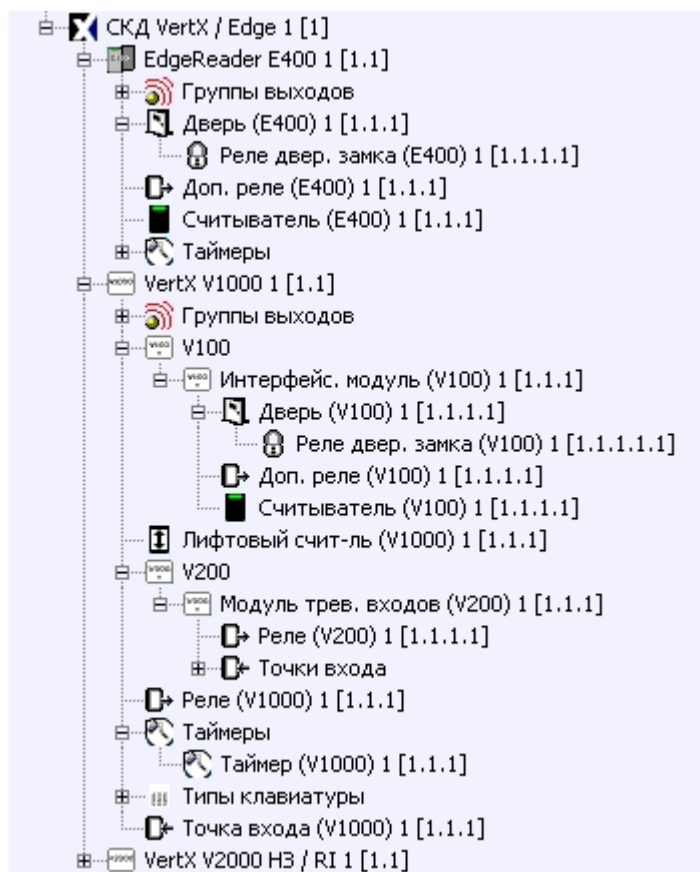 СКД VertX / Edge 1 [1]
EdgeReader E400 1 [1.1]
Группы выходов
Дверь (E400) 1 [1.1.1]
Реле двер. замка (E400) 1 [1.1.1.1]
Доп. реле (E400) 1 [1.1.1]
Считыватель (E400) 1 [1.1.1]
Таймеры
VertX V1000 1 [1.1]
Группы выходов
V100
Интерфейс. модуль (V100) 1 [1.1.1]
Дверь (V100) 1 [1.1.1.1]
Реле двер. замка (V100) 1 [1.1.1.1.1]
Доп. реле (V100) 1 [1.1.1.1]
Считыватель (V100) 1 [1.1.1.1]
Лифтовый счит-ль (V1000) 1 [1.1.1]
V200
Модуль трев. входов (V200) 1 [1.1.1]
Реле (V200) 1 [1.1.1.1]
Точки входа
Реле (V1000) 1 [1.1.1]
Таймеры
Таймер (V1000) 1 [1.1.1]
Типы клавиатуры
Точка входа (V1000) 1 [1.1.1]
VertX V2000 НЗ / RI 1 [1.1]